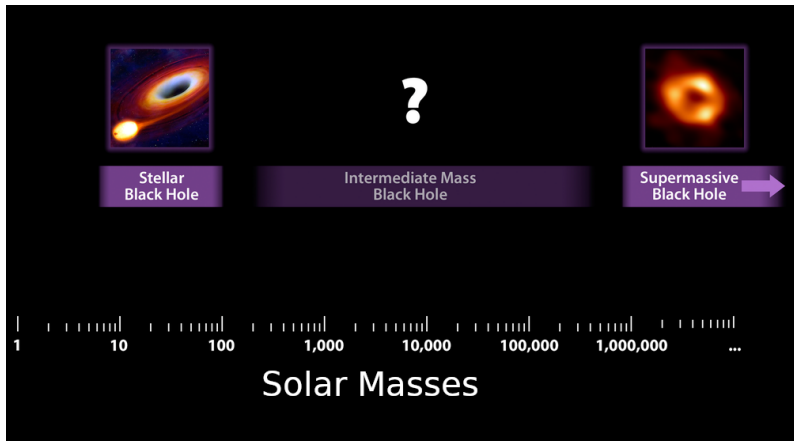 ?
Stellar
Black Hole
Intermediate Mass
Black Hole
Supermassive
Black Hole
1 10 100 1,000 10,000 100,000 1,000,000 ...
Solar Masses